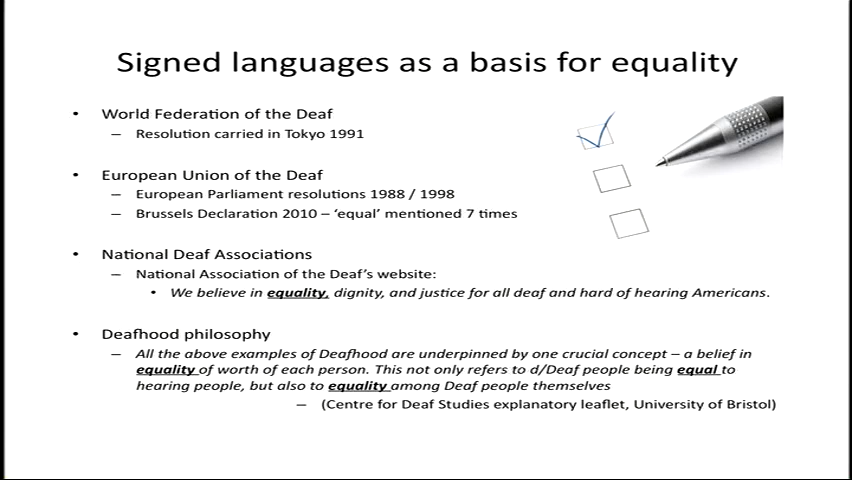 Signed languages as a basis for equality
• World Federation of the Deaf
– Resolution carried in Tokyo 1991
• European Union of the Deaf
– European Parliament resolutions 1988 / 1998
– Brussels Declaration 2010 – ‘equal’ mentioned 7 times
• National Deaf Associations
– National Association of the Deaf’s website:
• We believe in equality, dignity, and justice for all deaf and hard of hearing Americans.
• Deafhood philosophy
– All the above examples of Deafhood are underpinned by one crucial concept – a belief in
equality of worth of each person. This not only refers to d/Deaf people being equal to
hearing people, but also to equality among Deaf people themselves
– (Centre for Deaf Studies explanatory leaflet, University of Bristol)